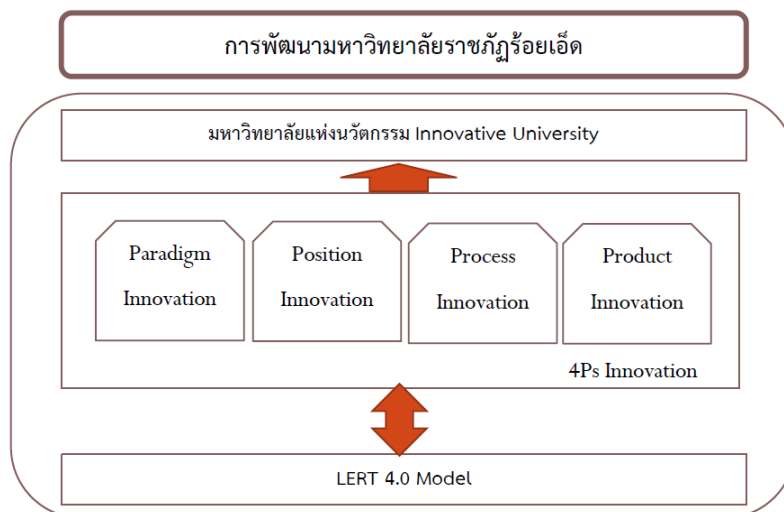 การพัฒนามหาวิทยาลัยราชภัฏร้อยเอ็ด
มหาวิทยาลัยแห่งนวัตกรรม Innovative University
Paradigm
Innovation
Position
Innovation
Process
Innovation
Product
Innovation
4Ps Innovation
LERT 4.0 Model